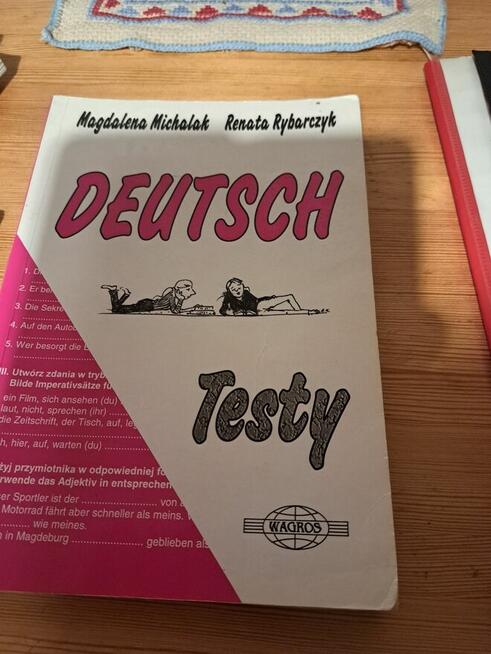 Magdalena Michalak Renata Rybarczyk
DEUTSCH
Testy
WAGROS
1. D
2. Er be
3. Die Sekre
4. Auf den Autob
5. Wer besorgt die
III. Utwórz zdania w tryb
Bilde Imperativsätze fü
ein Film, sich ansehen (du)
laut, nicht, sprechen (ihr)
die Zeitschrift, der Tisch, auf, leg
h, hier, auf, warten (du)
żyj przymiotnika w odpowiedniej fo
rwende das Adjektiv in entsprechen
ser Sportler ist der ........................ von a
Motorrad fährt aber schneller als meins.
............ wie meines.
n in Magdeburg ...................... geblieben als